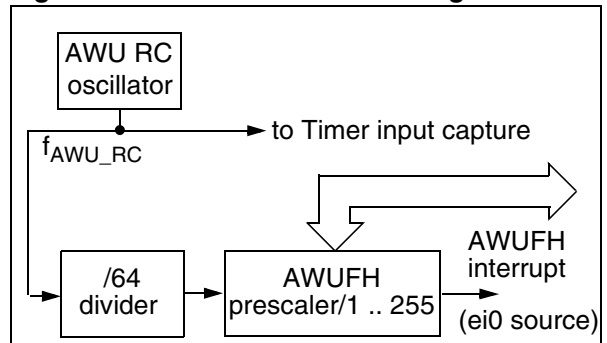 AWU RC
oscillator
to Timer input capture
fAWU_RC
AWUFH
interrupt
/64
divider
AWUFH
prescaler/1 .. 255
(ei0 source)